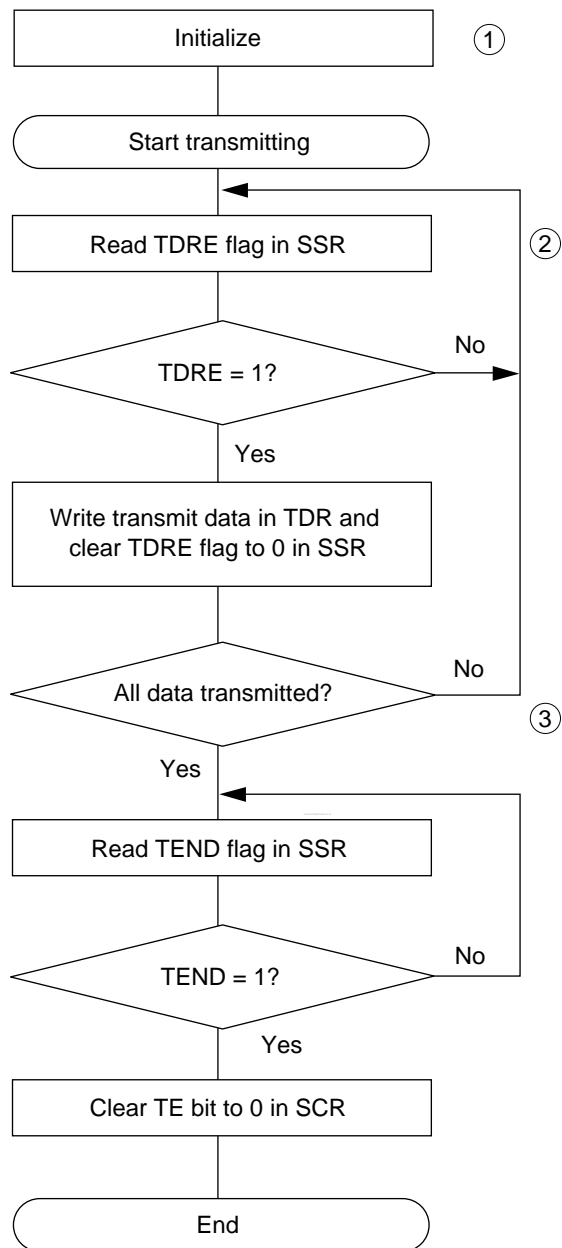 Initialize
①
Start transmitting
Read TDRE flag in SSR
②
TDRE = 1?
No
Yes
Write transmit data in TDR and
clear TDRE flag to 0 in SSR
All data transmitted?
No
③
Yes
Read TEND flag in SSR
TEND = 1?
No
Yes
Clear TE bit to 0 in SCR
End